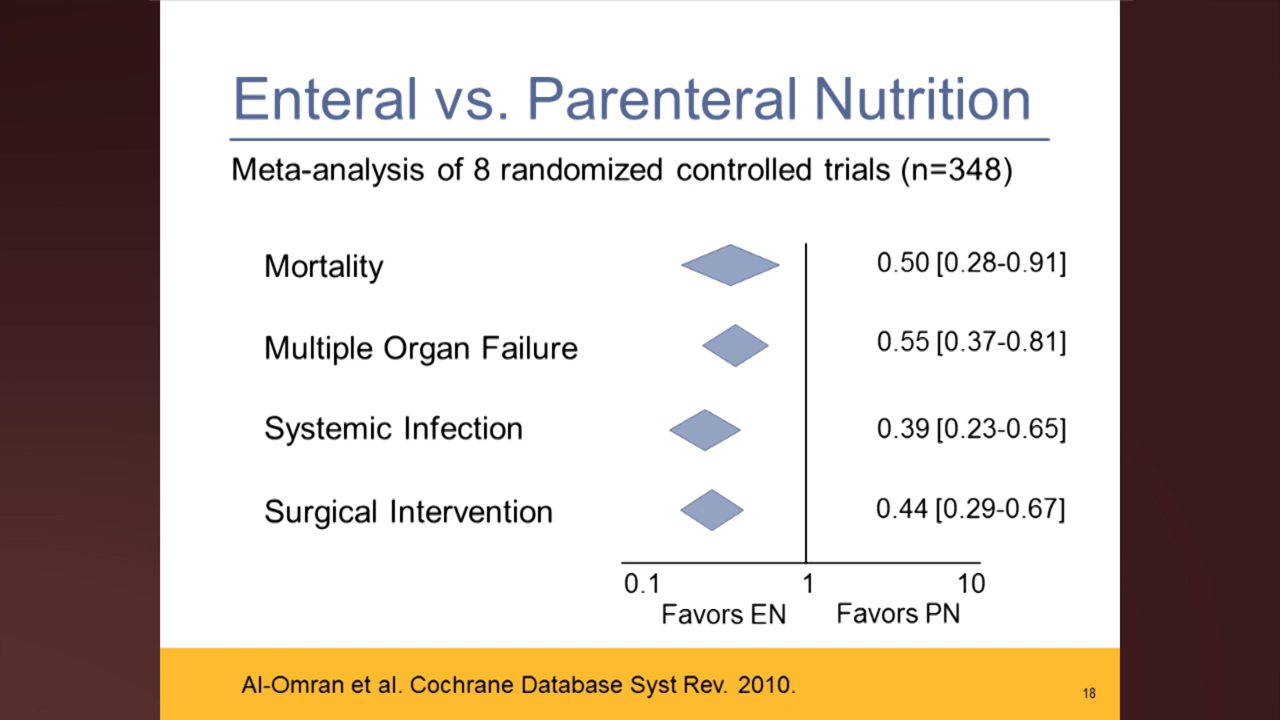 Enteral vs. Parenteral Nutrition
Meta-analysis of 8 randomized controlled trials (n=348)
Mortality 0.50 [0.28-0.91]
Multiple Organ Failure 0.55 [0.37-0.81]
Systemic Infection 0.39 [0.23-0.65]
Surgical Intervention 0.44 [0.29-0.67]
0.1 1 10
Favors EN Favors PN
Al-Omran et al. Cochrane Database Syst Rev. 2010.
18